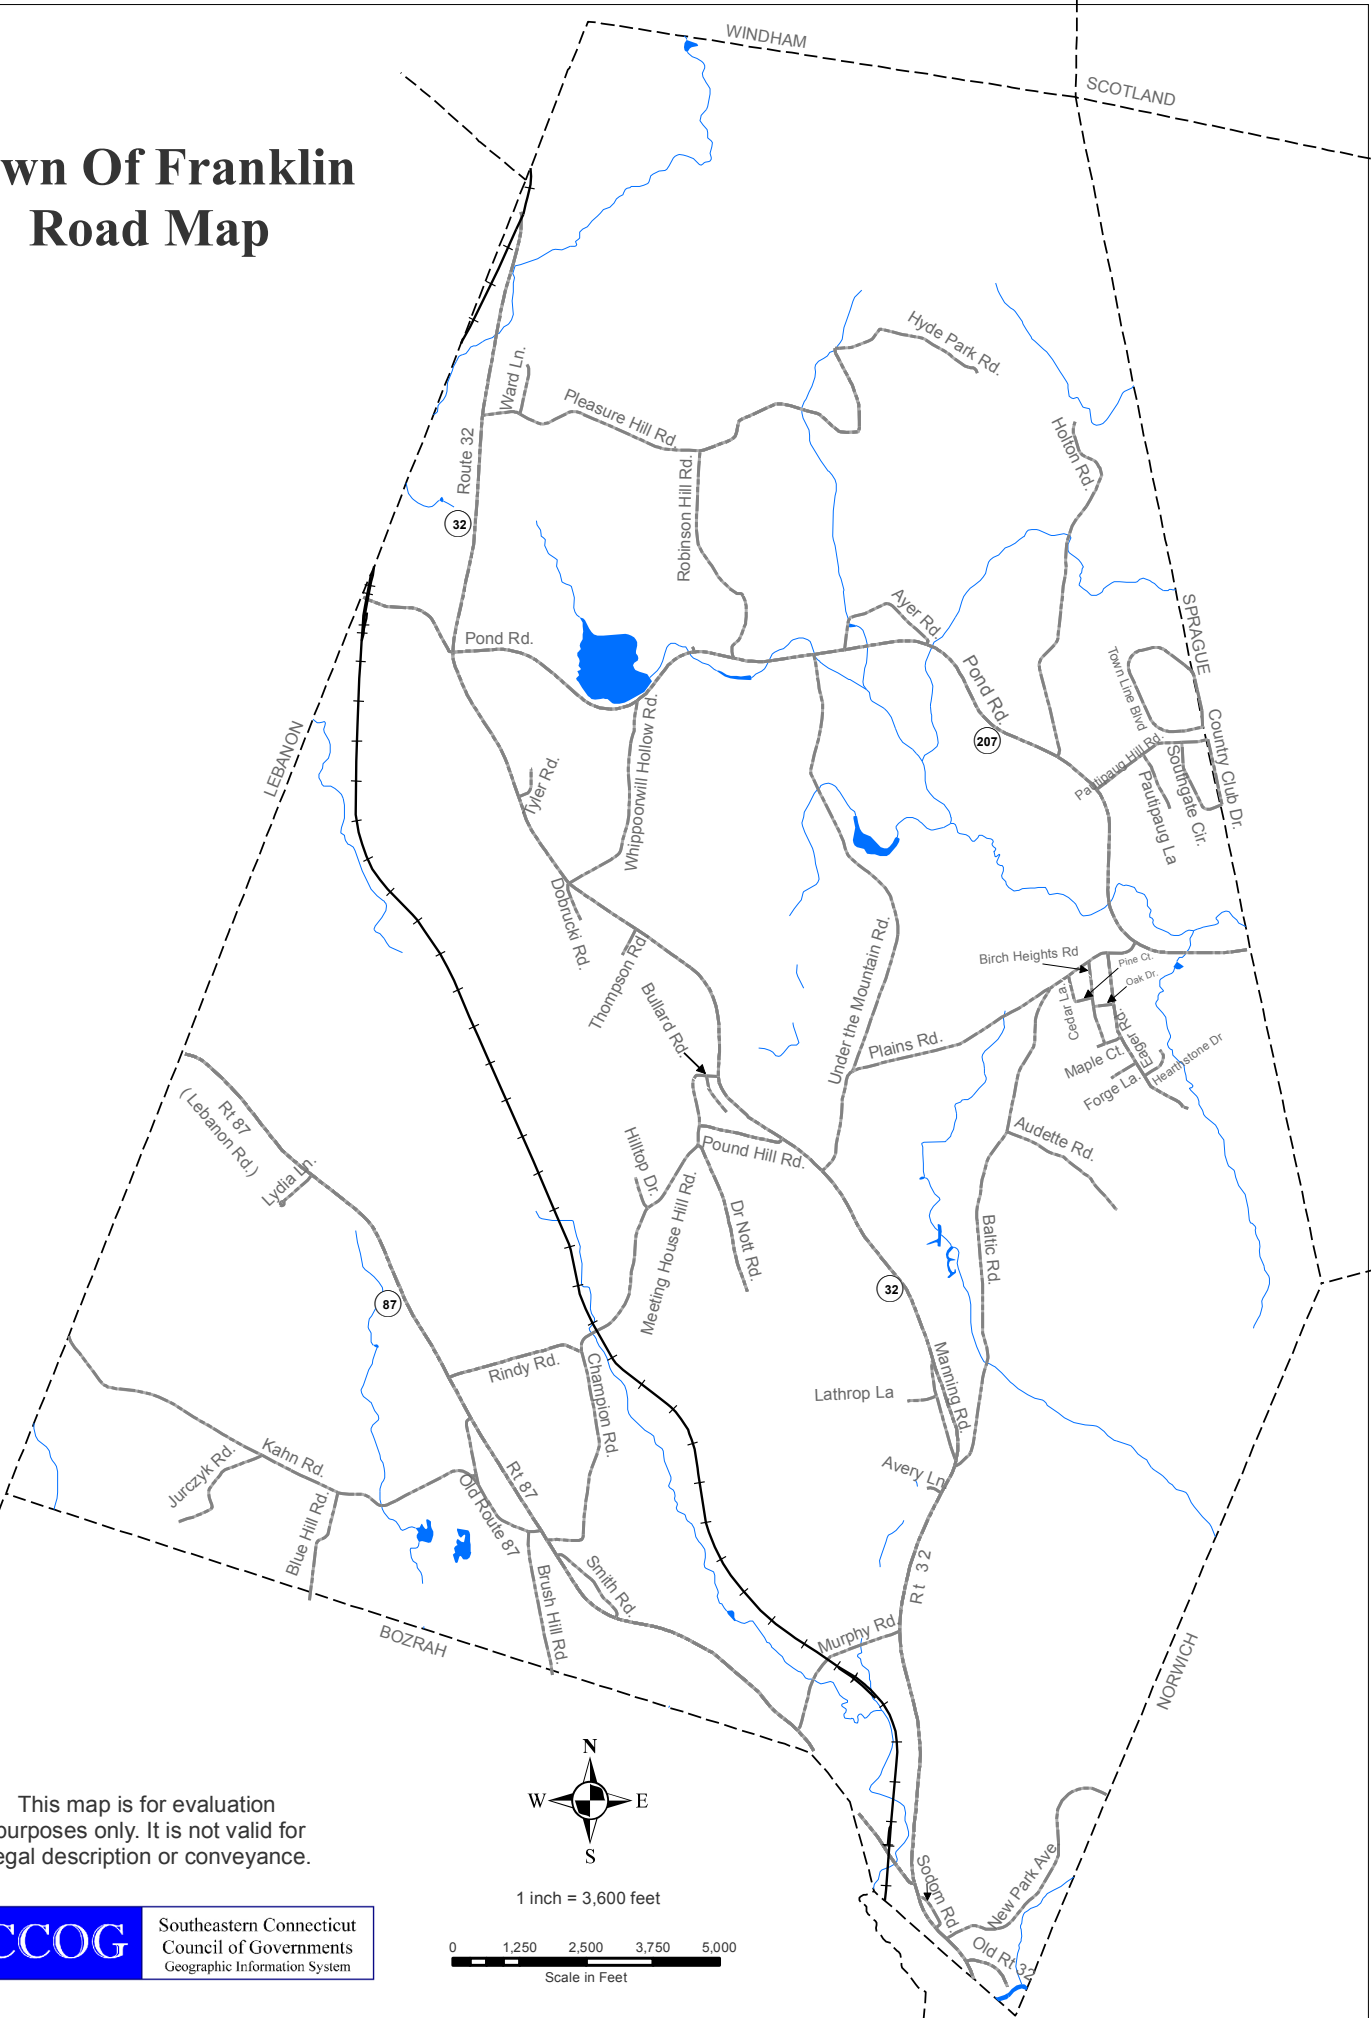 WINDHAM
SCOTLAND
wn Of Franklin
Road Map
Hyde Park Rd.
Ward Ln.
Pleasure Hill Rd.
Route 32
Holton Rd.
Robinson Hill Rd.
32
Ayer Rd.
SPRAGUE
Pond Rd.
Pond Rd.
Town Line Blvd
LEBANON
Whippoorwill Hollow Rd.
207
Country Club Dr.
Pautipaug Hill Rd.
Southgate Cir.
Pautipaug La
Tyler Rd.
Dobrucki Rd.
Thompson Rd
Under the Mountain Rd.
Birch Heights Rd
Pine Ct.
Oak Dr.
Bullard Rd.
Cedar La.
Plains Rd.
Eager Rd.
Maple Ct.
Hearthstone Dr
Forge La.
Rt 87
( Lebanon Rd.)
Lydia Ln.
Audette Rd.
Pound Hill Rd.
Hilltop Dr.
Meeting House Hill Rd.
Dr Nott Rd.
Baltic Rd.
32
87
Rindy Rd.
Champion Rd.
Manning Rd.
Lathrop La
Kahn Rd.
Jurczyk Rd.
Avery Ln
Rt 87
Old Route 87
Blue Hill Rd.
Rt 32
Smith Rd.
Brush Hill Rd.
BOZRAH
Murphy Rd.
NORWICH
N
W
E
S
This map is for evaluation
purposes only. It is not valid for
egal description or conveyance.
Sodom Rd
New Park Ave
Old Rt 32
1 inch = 3,600 feet
CCOG
Southeastern Connecticut
Council of Governments
Geographic Information System
0 1,250 2,500 3,750 5,000
Scale in Feet